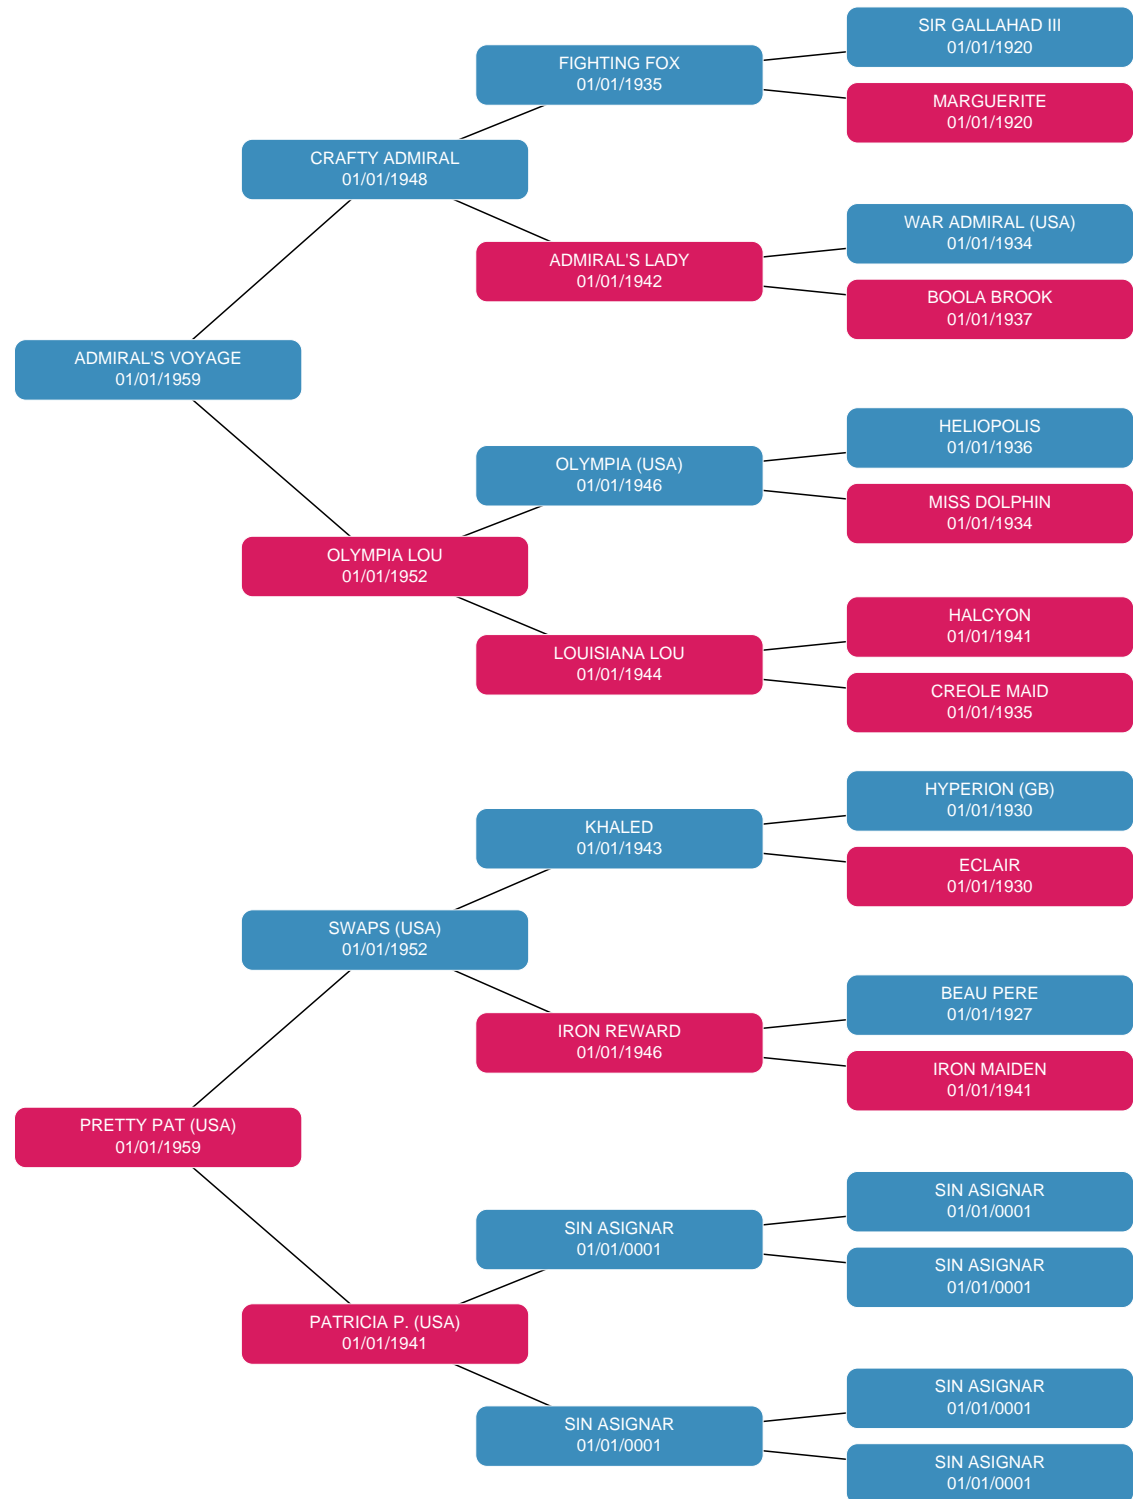 SIR GALLAHAD III
01/01/1920
FIGHTING FOX
01/01/1935
MARGUERITE
01/01/1920
CRAFTY ADMIRAL
01/01/1948
WAR ADMIRAL (USA)
01/01/1934
ADMIRAL'S LADY
01/01/1942
BOOLA BROOK
01/01/1937
ADMIRAL'S VOYAGE
01/01/1959
HELIOPOLIS
01/01/1936
OLYMPIA (USA)
01/01/1946
MISS DOLPHIN
01/01/1934
OLYMPIA LOU
01/01/1952
HALCYON
01/01/1941
LOUISIANA LOU
01/01/1944
CREOLE MAID
01/01/1935
HYPERION (GB)
01/01/1930
KHALED
01/01/1943
ECLAIR
01/01/1930
SWAPS (USA)
01/01/1952
BEAU PERE
01/01/1927
IRON REWARD
01/01/1946
IRON MAIDEN
01/01/1941
PRETTY PAT (USA)
01/01/1959
SIN ASIGNAR
01/01/0001
SIN ASIGNAR
01/01/0001
SIN ASIGNAR
01/01/0001
PATRICIA P. (USA)
01/01/1941
SIN ASIGNAR
01/01/0001
SIN ASIGNAR
01/01/0001
SIN ASIGNAR
01/01/0001